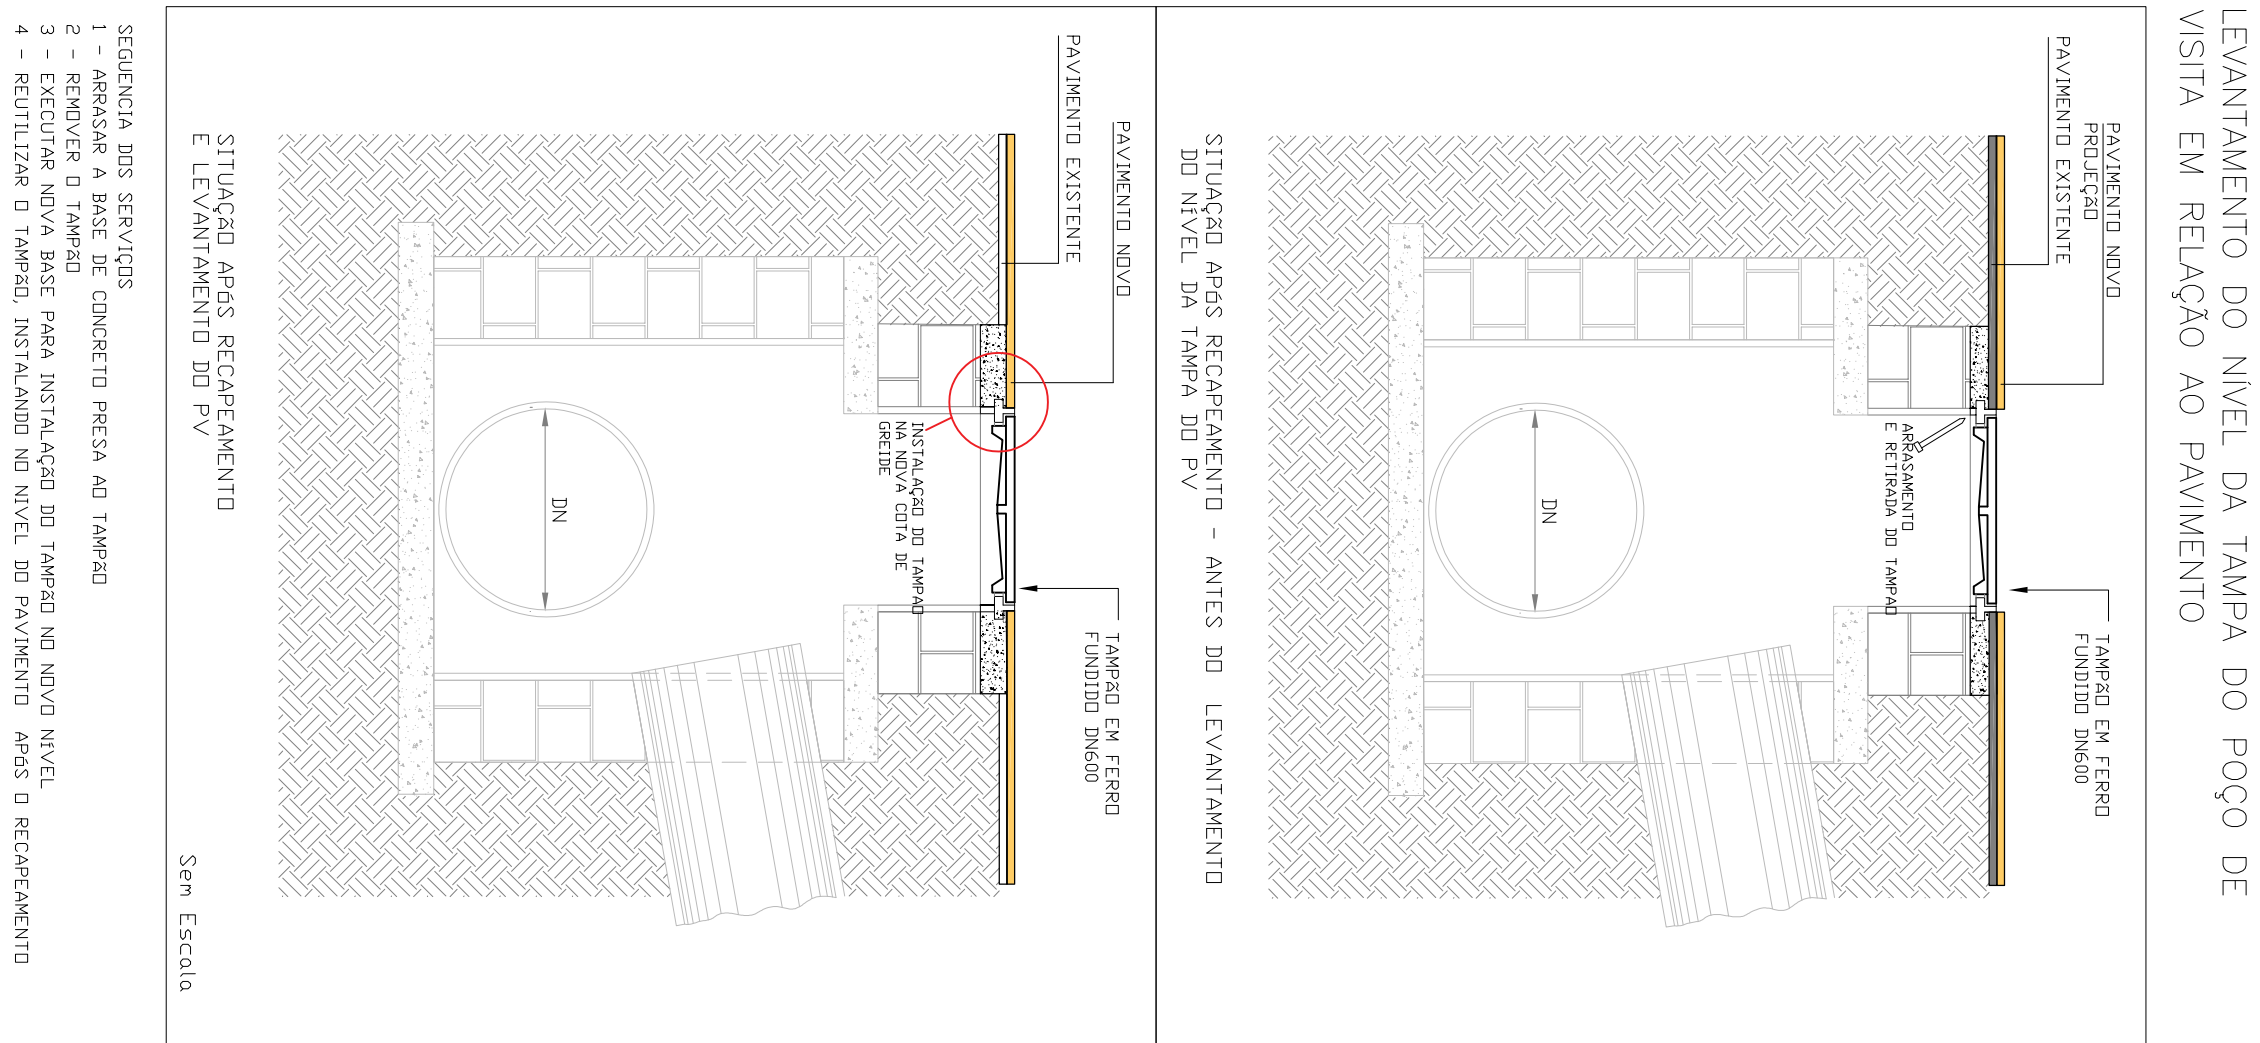 LEVANTAMENTO DO NÍVEL DA TAMPA DO POÇO DE
VISITA EM RELAÇÃO AO PAVIMENTO
PAVIMENTO NOVO
PROJEÇÃO
PAVIMENTO EXISTENTE
TAMPÃO EM FERRO
FUNDIDO DN600
ARRASAMENTO
E RETIRADA DO TAMPAO
DN
SITUAÇÃO APÓS RECAPEAMENTO - ANTES DO LEVANTAMENTO
DO NÍVEL DA TAMPA DO PV
PAVIMENTO NOVO
PAVIMENTO EXISTENTE
TAMPÃO EM FERRO
FUNDIDO DN600
INSTALAÇÃO DO TAMPAO
NA NOVA COTA DE
GREIDE
DN
SITUAÇÃO APÓS RECAPEAMENTO
E LEVANTAMENTO DO PV
Sem Escala
SEGUENCIA DOS SERVIÇOS
1 - ARRASAR A BASE DE CONCRETO PRESA AO TAMPÃO
2 - REMOVER O TAMPÃO
3 - EXECUTAR NOVA BASE PARA INSTALAÇÃO DO TAMPÃO NO NOVO NÍVEL
4 - REUTILIZAR O TAMPÃO, INSTALANDO NO NIVEL DO PAVIMENTO APÓS O RECAPEAMENTO